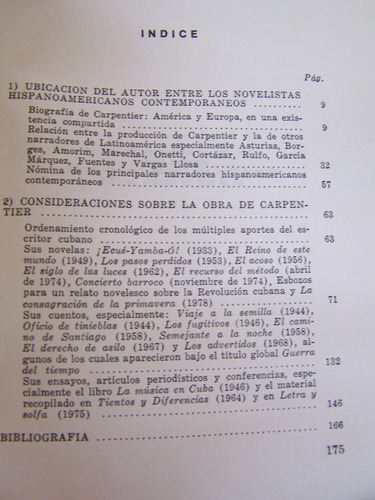 INDICE
Pág.
1) UBICACION DEL AUTOR ENTRE LOS NOVELISTAS
HISPANOAMERICANOS CONTEMPORANEOS .......... 9
Biografía de Carpentier: América y Europa, en una exis-
tencia compartida .......... 9
Relación entre la producción de Carpentier y la de otros
narradores de Latinoamérica especialmente Asturias, Bor-
ges, Amorim, Marechal, Onetti, Cortázar, Rulfo, García
Márquez, Fuentes y Vargas Llosa .......... 32
Nómina de los principales narradores hispanoamericanos
contemporáneos .......... 57
2) CONSIDERACIONES SOBRE LA OBRA DE CARPEN-
TIER .......... 63
Ordenamiento cronológico de los múltiples aportes del es-
critor cubano .......... 63
Sus novelas: ¡Ecué-Yamba-Ó! (1933), El Reino de este
mundo (1949), Los pasos perdidos (1953), El acoso (1956),
El siglo de las luces (1962), El recurso del método (abril
de 1974), Concierto barroco (noviembre de 1974), Esbozos
para un relato novelesco sobre la Revolución cubana y La
consagración de la primavera (1978) .......... 71
Sus cuentos, especialmente: Viaje a la semilla (1944),
Oficio de tinieblas (1944), Los fugitivos (1946), El cami-
no de Santiago (1958), Semejante a la noche (1958),
El derecho de asilo (1967) y Los advertidos (1968), al-
gunos de los cuales aparecieron bajo el título global Guerra
del tiempo .......... 132
Sus ensayos, artículos periodísticos y conferencias, espe-
cialmente el libro La música en Cuba (1946) y el material
recopilado en Tientos y Diferencias (1964) y en Letra y
solfa (1975) .......... 146
.......... 166
BIBLIOGRAFIA .......... 175